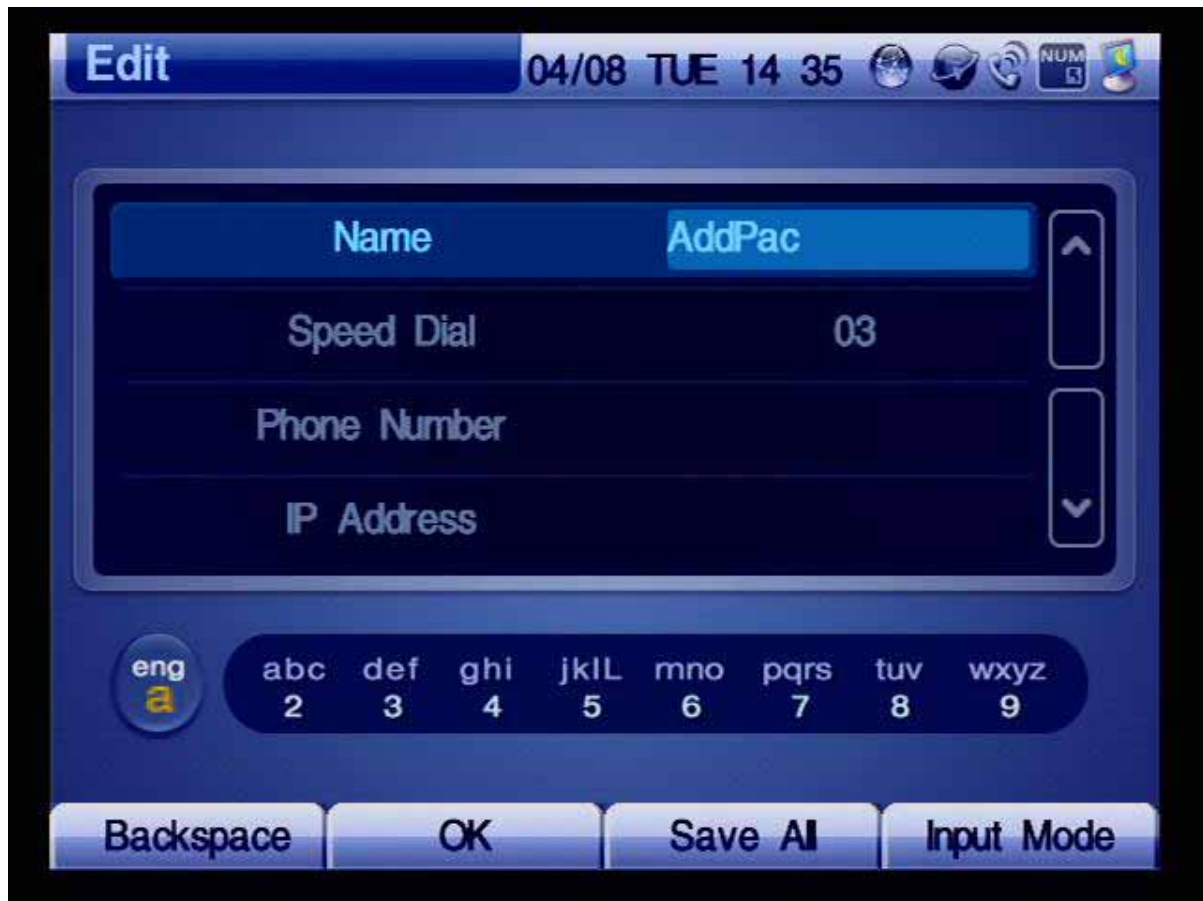 Edit 04/08 TUE 14 35 NUM
Name AddPac
Speed Dial 03
Phone Number
IP Address
eng abc def ghi jklL mno pqrs tuv wxyz
a 2 3 4 5 6 7 8 9
Backspace OK Save All Input Mode